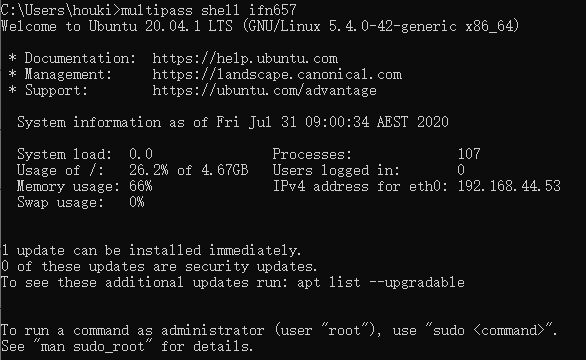 C:\Users\houki>multipass shell ifn657
Welcome to Ubuntu 20.04.1 LTS (GNU/Linux 5.4.0-42-generic x86_64)
* Documentation:  https://help.ubuntu.com
* Management:     https://landscape.canonical.com
* Support:        https://ubuntu.com/advantage
System information as of Fri Jul 31 09:00:34 AEST 2020
System load:  0.0                Processes:             107
Usage of /:   26.2% of 4.67GB   Users logged in:       0
Memory usage: 66%                IPv4 address for eth0: 192.168.44.53
Swap usage:   0%
1 update can be installed immediately.
0 of these updates are security updates.
To see these additional updates run: apt list --upgradable
To run a command as administrator (user "root"), use "sudo <command>".
See "man sudo_root" for details.